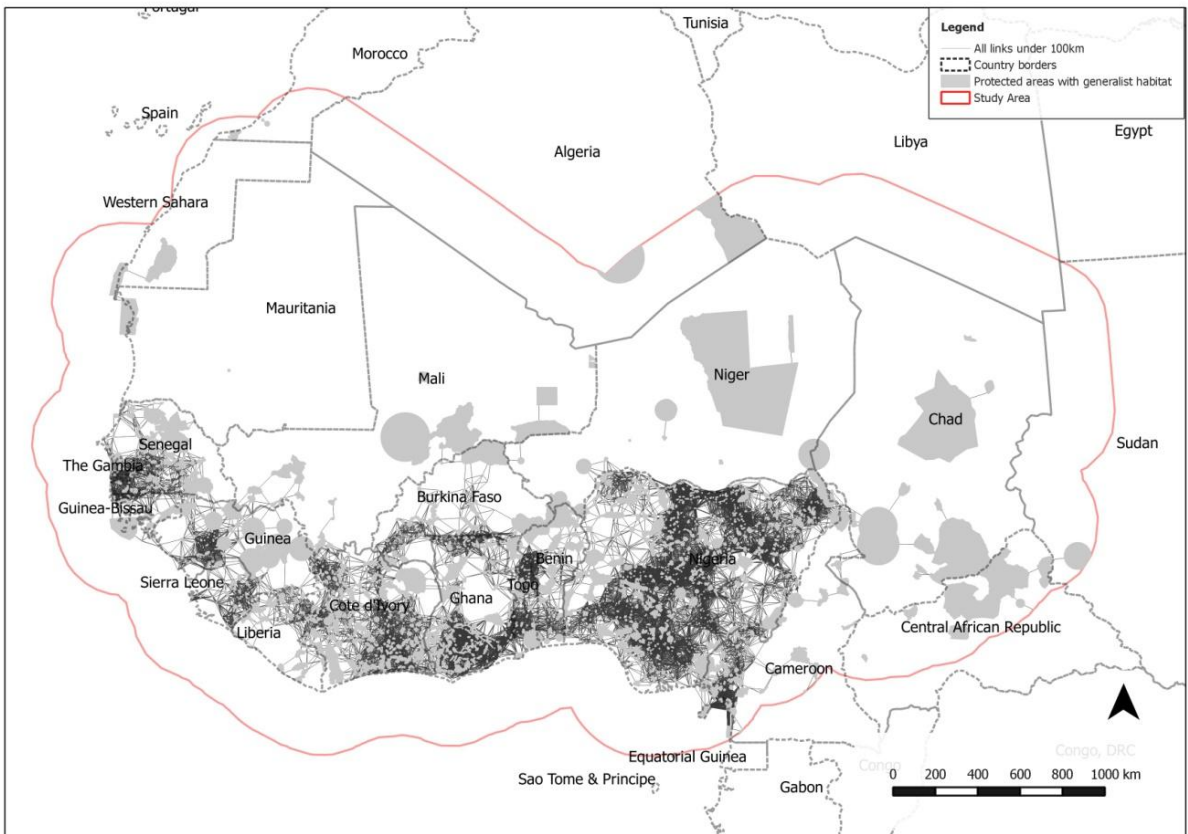 Portugal
Tunisia
Morocco
Legend
All links under 100km
Country borders
Protected areas with generalist habitat
Study Area
Spain
Egypt
Algeria
Libya
Western Sahara
Mauritania
Mali
Niger
Chad
Senegal
Sudan
The Gambia
Burkina Faso
Guinea-Bissau
Guinea
Benin
Nigeria
Sierra Leone
Togo
Ghana
Cote d'Ivory
Liberia
Central African Republic
Cameroon
Equatorial Guinea
Congo, DRC
Congo
Sao Tome & Principe
Gabon
0 200 400 600 800 1000 km